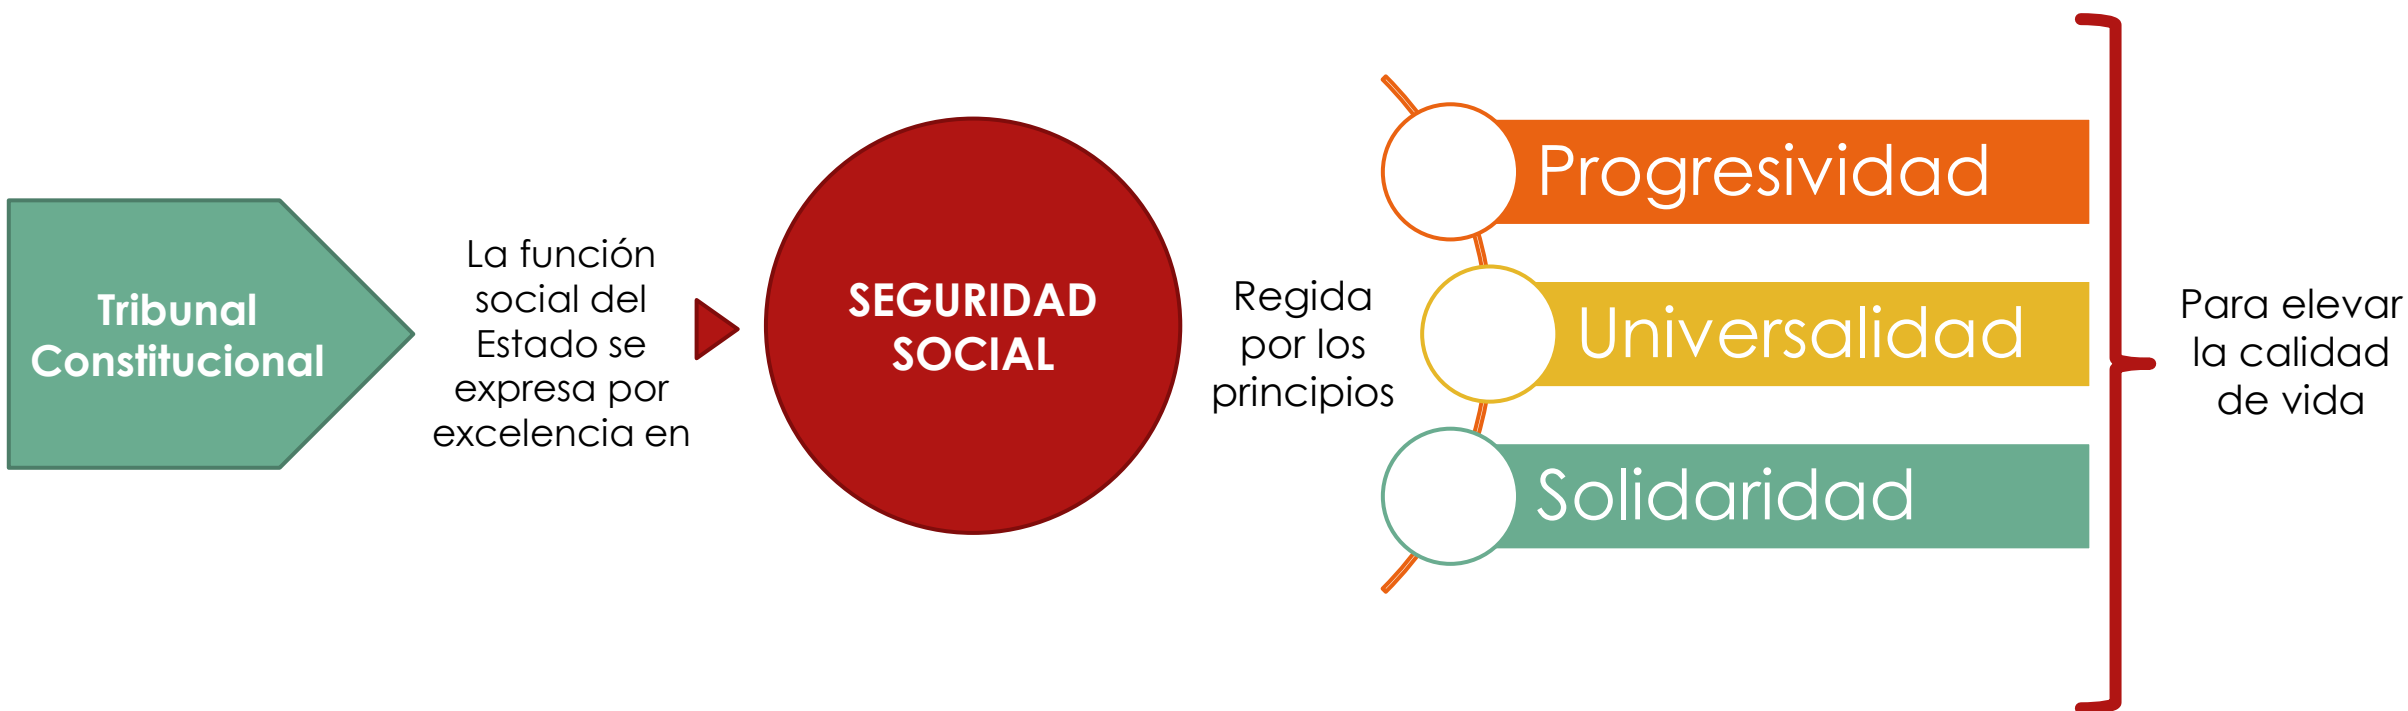 Tribunal
Constitucional
La función
social del
Estado se
expresa por
excelencia en
SEGURIDAD
SOCIAL
Regida
por los
principios
Progresividad
Universalidad
Solidaridad
Para elevar
la calidad
de vida